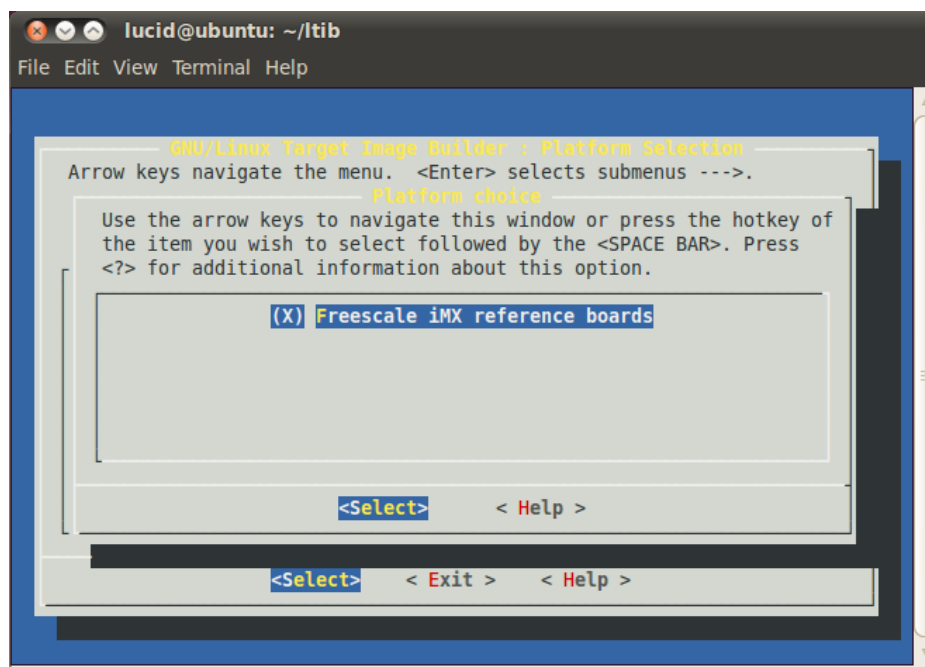 lucid@ubuntu: ~/ltib
File Edit View Terminal Help
GNU/Linux Target Image Builder : Platform Selection
Arrow keys navigate the menu. <Enter> selects submenus --->.
Platform choice
Use the arrow keys to navigate this window or press the hotkey of
the item you wish to select followed by the <SPACE BAR>. Press
<?> for additional information about this option.
(X) Freescale iMX reference boards
<Select> < Help >
<Select> < Exit > < Help >